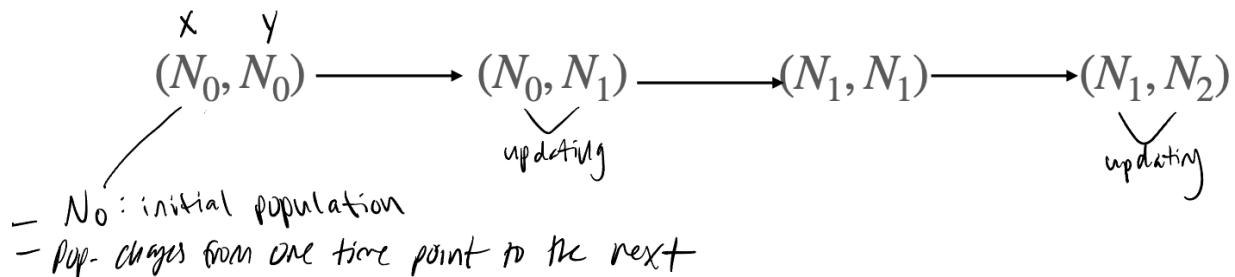 X y
(N₀, N₀) (N₀, N₁) (N₁, N₁) (N₁, N₂)
updating updating
– N₀: initial population
– Pop. chages from one time point to the next